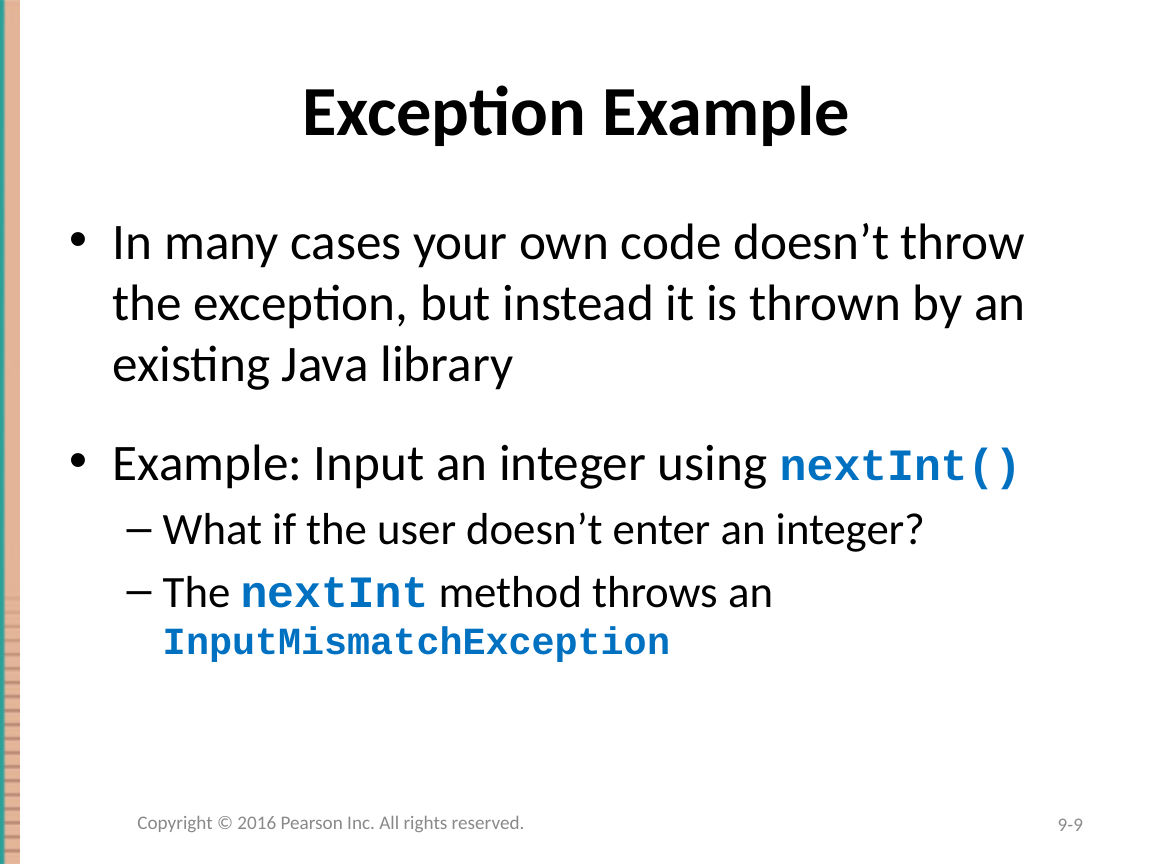 Exception Example
• In many cases your own code doesn’t throw
the exception, but instead it is thrown by an
existing Java library
• Example: Input an integer using nextInt()
– What if the user doesn’t enter an integer?
– The nextInt method throws an
InputMismatchException
Copyright © 2016 Pearson Inc. All rights reserved.
9-9